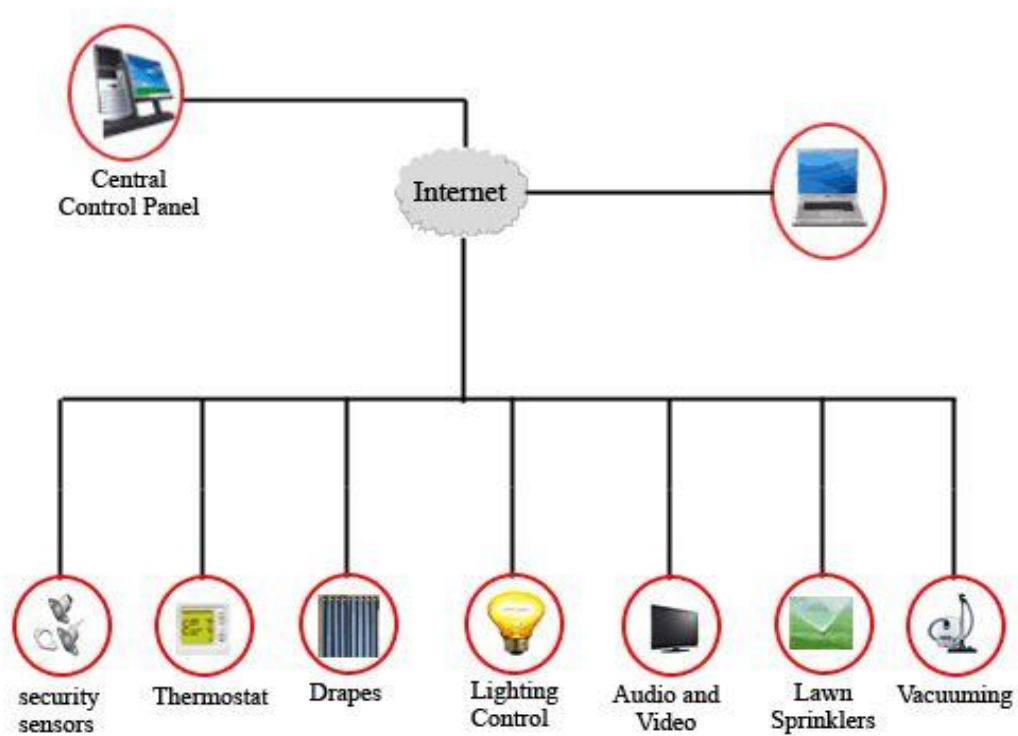 Central
Control Panel
Internet
security
sensors
Thermostat
Drapes
Lighting
Control
Audio and
Video
Lawn
Sprinklers
Vacuuming